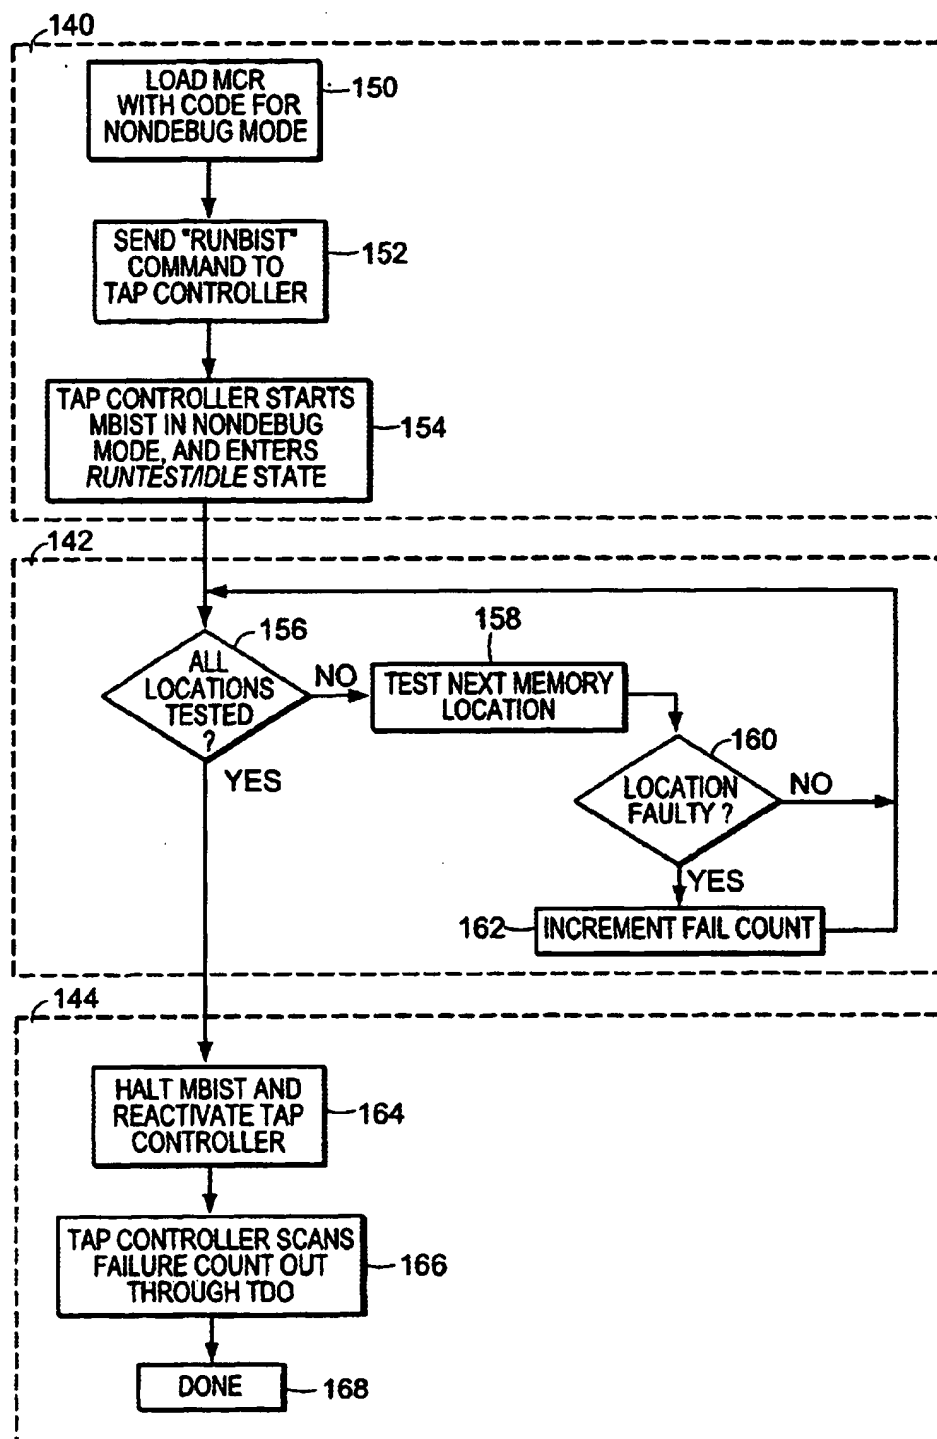 140
LOAD MCR
WITH CODE FOR
NONDEBUG MODE
150
SEND "RUNBIST"
COMMAND TO
TAP CONTROLLER
152
TAP CONTROLLER STARTS
MBIST IN NONDEBUG
MODE, AND ENTERS
RUNTEST/IDLE STATE
154
142
ALL
LOCATIONS
TESTED
?
156
NO
YES
158
TEST NEXT MEMORY
LOCATION
160
LOCATION
FAULTY ?
NO
YES
162
INCREMENT FAIL COUNT
144
HALT MBIST AND
REACTIVATE TAP
CONTROLLER
164
TAP CONTROLLER SCANS
FAILURE COUNT OUT
THROUGH TDO
166
DONE
168